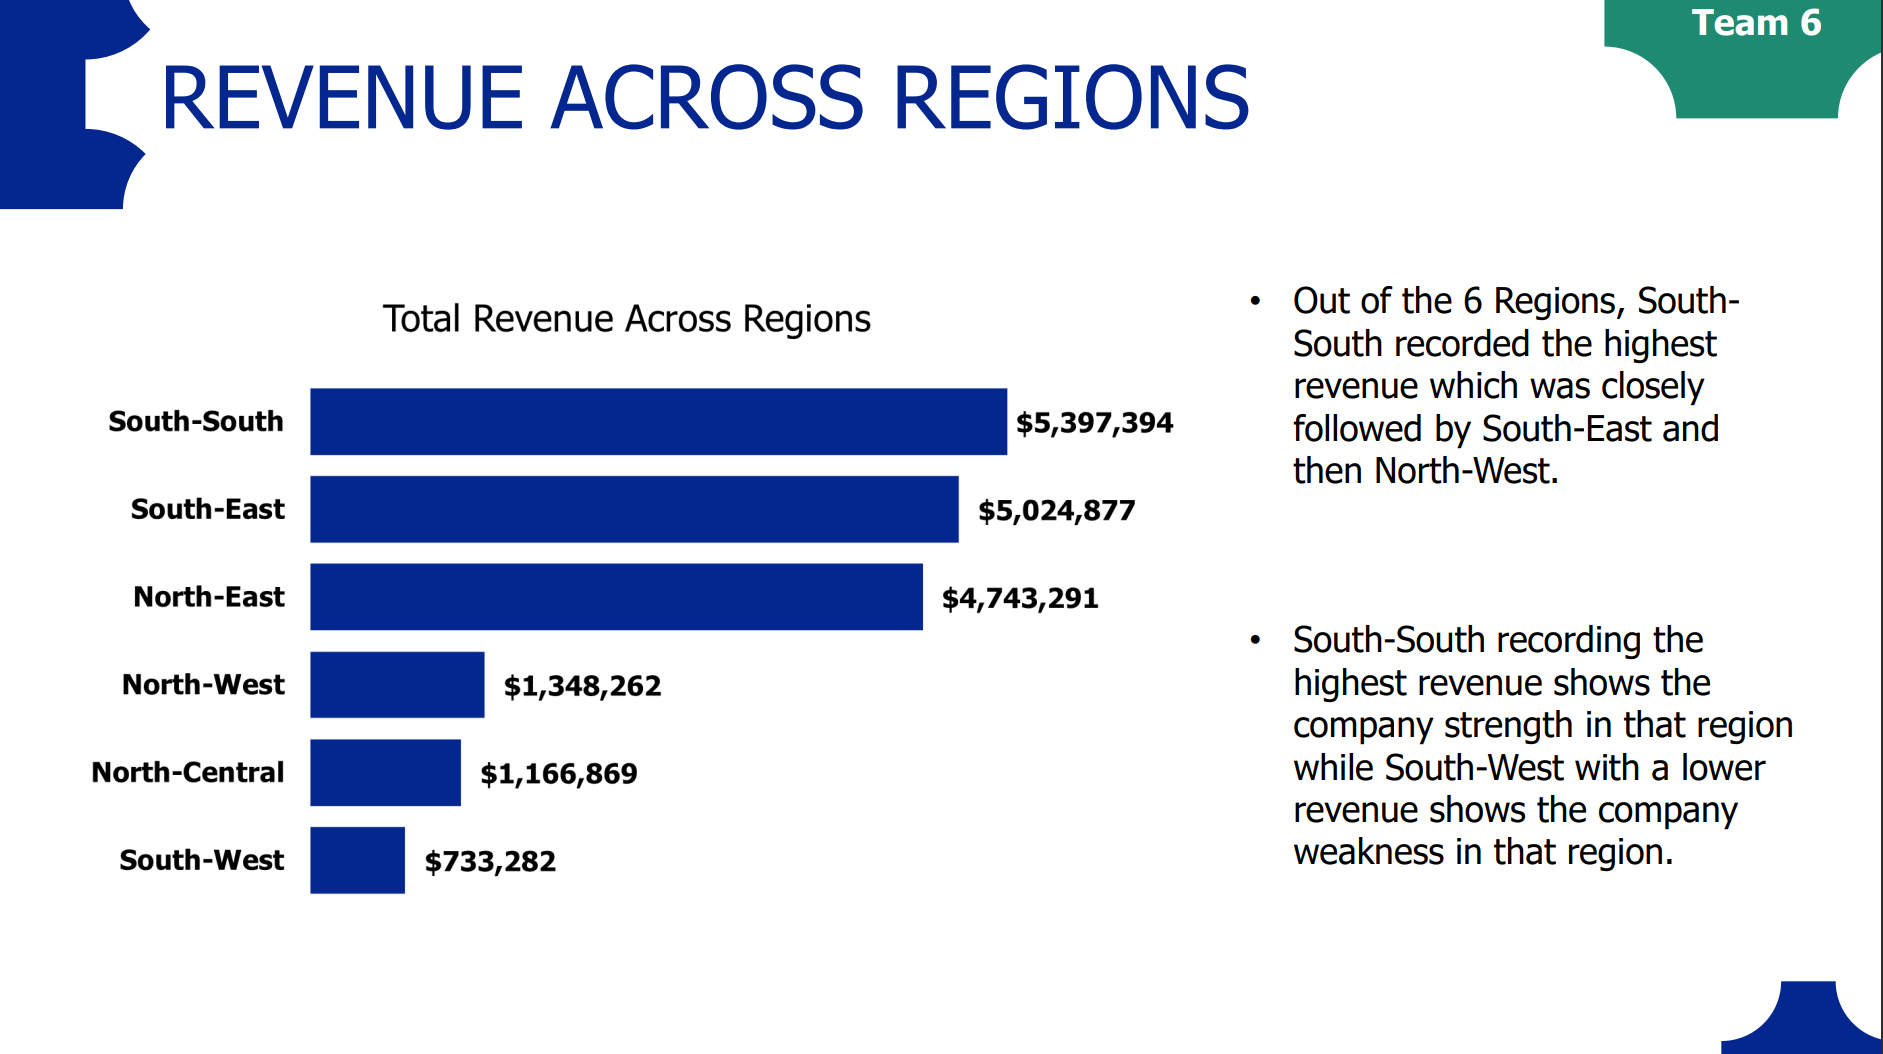 Team 6
REVENUE ACROSS REGIONS
Total Revenue Across Regions
South-South $5,397,394
South-East $5,024,877
North-East $4,743,291
North-West $1,348,262
North-Central $1,166,869
South-West $733,282
• Out of the 6 Regions, South-
South recorded the highest
revenue which was closely
followed by South-East and
then North-West.
• South-South recording the
highest revenue shows the
company strength in that region
while South-West with a lower
revenue shows the company
weakness in that region.